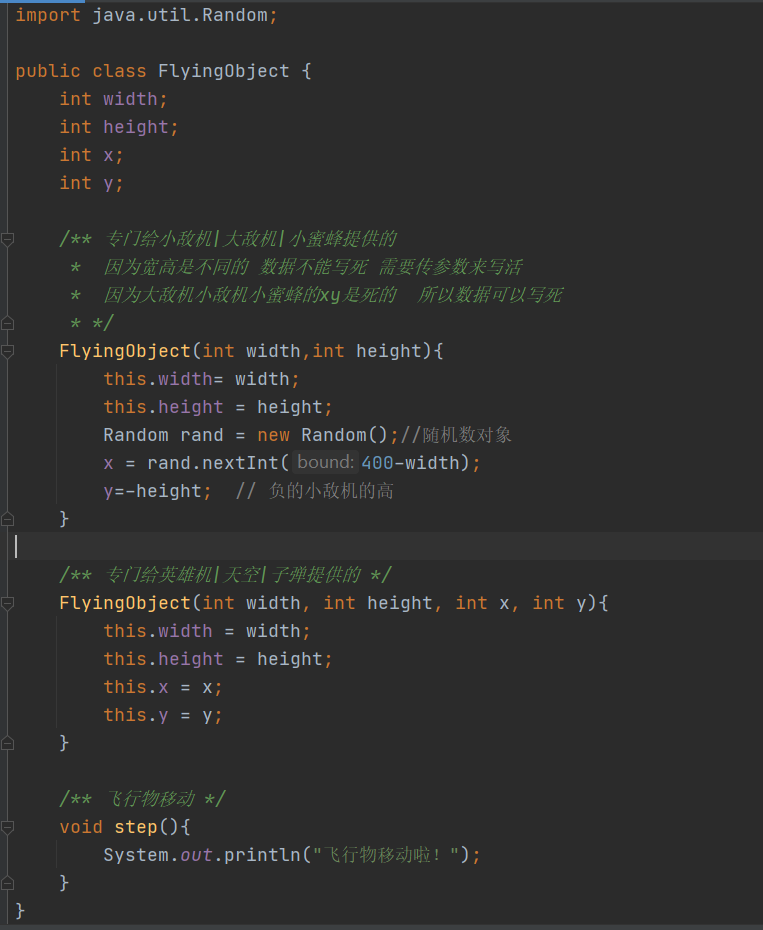 import java.util.Random;
public class FlyingObject {
int width;
int height;
int x;
int y;
/** 专门给小敌机|大敌机|小蜜蜂提供的
* 因为宽高是不同的 数据不能写死 需要传参数来写活
* 因为大敌机小敌机小蜜蜂的xy是死的 所以数据可以写死
* */
FlyingObject(int width,int height){
this.width= width;
this.height = height;
Random rand = new Random();//随机数对象
x = rand.nextInt( bound: 400-width);
y=-height; // 负的小敌机的高
}
/** 专门给英雄机|天空|子弹提供的 */
FlyingObject(int width, int height, int x, int y){
this.width = width;
this.height = height;
this.x = x;
this.y = y;
}
/** 飞行物移动 */
void step(){
System.out.println("飞行物移动啦！");
}
}